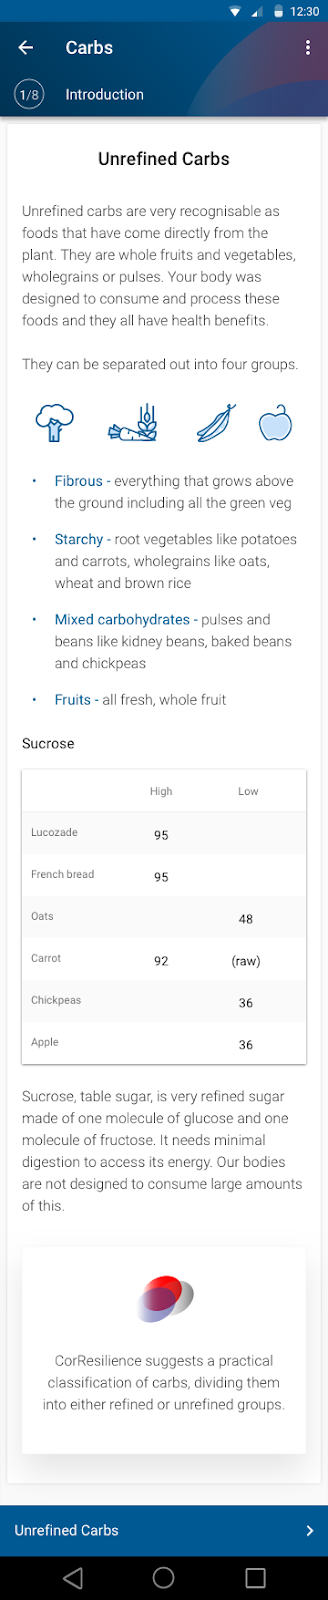 12:30
Carbs
1/8 Introduction
Unrefined Carbs
Unrefined carbs are very recognisable as
foods that have come directly from the
plant. They are whole fruits and vegetables,
wholegrains or pulses. Your body was
designed to consume and process these
foods and they all have health benefits.
They can be separated out into four groups.
• Fibrous - everything that grows above
the ground including all the green veg
• Starchy - root vegetables like potatoes
and carrots, wholegrains like oats,
wheat and brown rice
• Mixed carbohydrates - pulses and
beans like kidney beans, baked beans
and chickpeas
• Fruits - all fresh, whole fruit
Sucrose
High Low
Lucozade 95
French bread 95
Oats 48
Carrot 92 (raw)
Chickpeas 36
Apple 36
Sucrose, table sugar, is very refined sugar
made of one molecule of glucose and one
molecule of fructose. It needs minimal
digestion to access its energy. Our bodies
are not designed to consume large amounts
of this.
CorResilience suggests a practical
classification of carbs, dividing them
into either refined or unrefined groups.
Unrefined Carbs